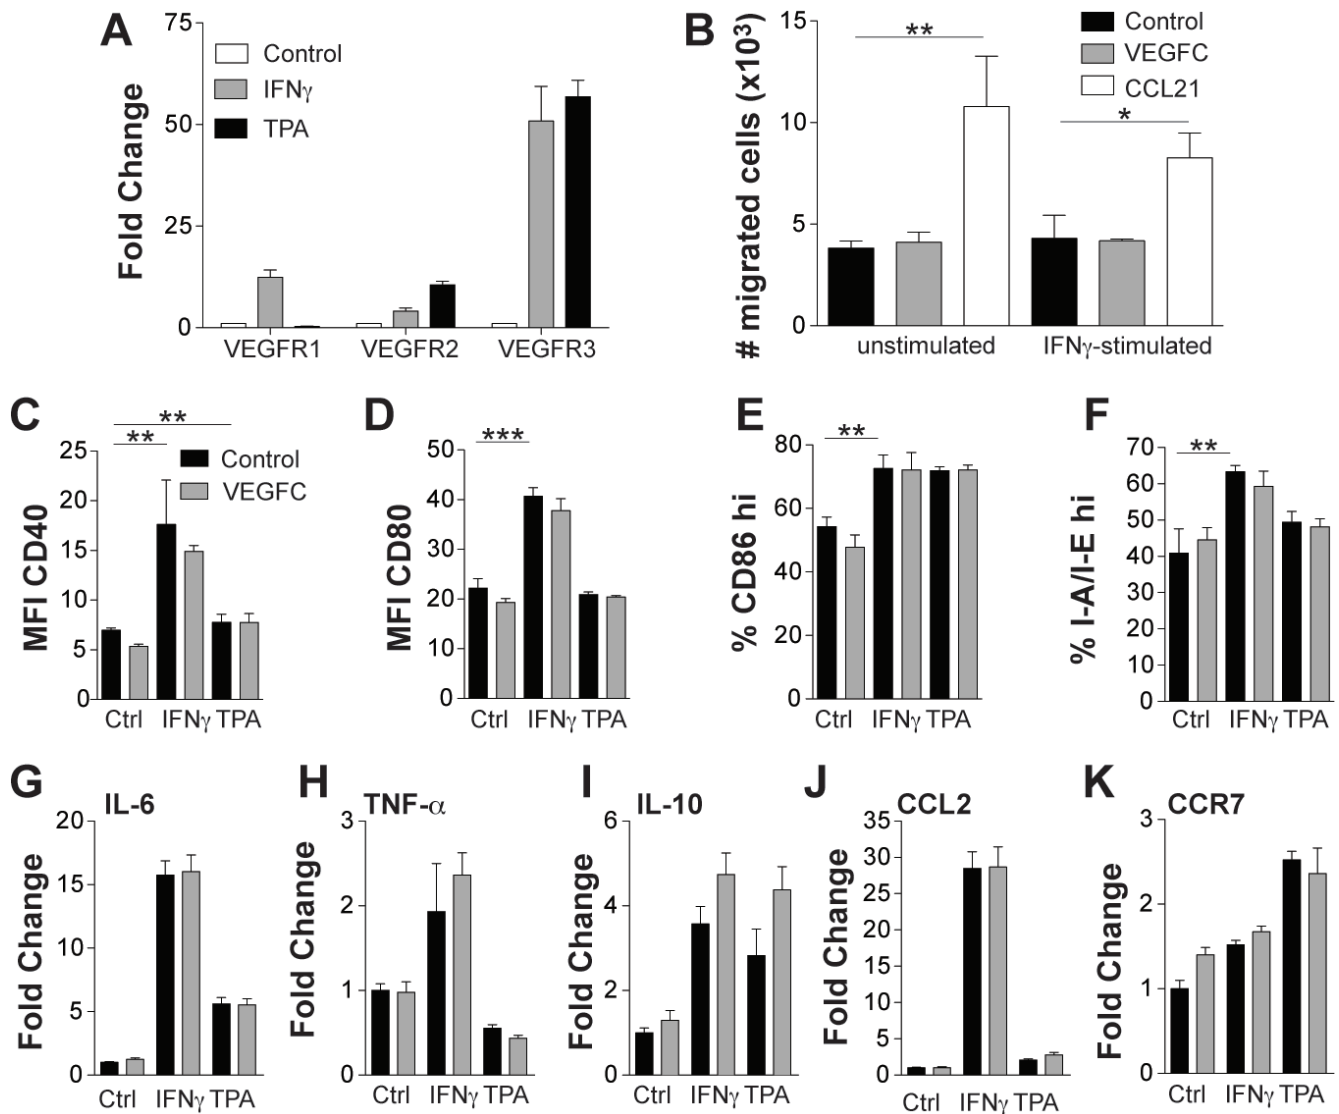 A
Fold Change
75
50
25
0
Control
IFNγ
TPA
VEGFR1 VEGFR2 VEGFR3
B
# migrated cells (x10³)
15
10
5
0
**
*
Control
VEGFC
CCL21
unstimulated IFNγ-stimulated
C
MFI CD40
25
20
15
10
5
0
**
**
Control
VEGFC
Ctrl IFNγ TPA
D
MFI CD80
50
40
30
20
10
0
***
Ctrl IFNγ TPA
E
% CD86 hi
80
60
40
20
0
**
Ctrl IFNγ TPA
F
% I-A/I-E hi
70
60
50
40
30
20
10
0
**
Ctrl IFNγ TPA
G
IL-6
Fold Change
20
15
10
5
0
Ctrl IFNγ TPA
H
TNF-α
Fold Change
3
2
1
0
Ctrl IFNγ TPA
I
IL-10
Fold Change
6
4
2
0
Ctrl IFNγ TPA
J
CCL2
Fold Change
35
30
25
20
15
10
5
0
Ctrl IFNγ TPA
K
CCR7
Fold Change
3
2
1
0
Ctrl IFNγ TPA